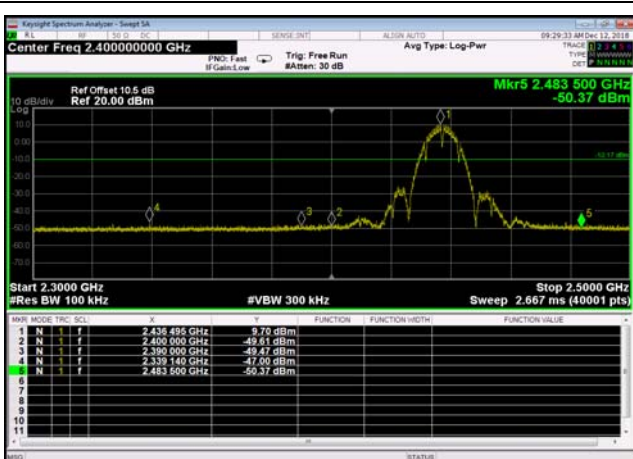 Keysight Spectrum Analyzer - Swept SA
RL RF 50 Ω DC SENSE:INT ALIGN AUTO 09:29:33 AM Dec 12, 2018
Center Freq 2.400000000 GHz
PNO: Fast
IFGain:Low
Trig: Free Run
#Atten: 30 dB
Avg Type: Log-Pwr
TRACE 1 2 3 4 5 6
TYPE M
DET P N N N N N
Mkr5 2.483 500 GHz
-50.37 dBm
Ref Offset 10.5 dB
10 dB/div Ref 20.00 dBm
Log
10.0
0.00
-10.0
-20.0
-30.0
-40.0
-50.0
-60.0
-70.0
1
2
3
4
5
Start 2.3000 GHz
Stop 2.5000 GHz
#Res BW 100 kHz
#VBW 300 kHz
Sweep 2.667 ms (40001 pts)
MKR MODE TRC SCL X Y FUNCTION FUNCTION WIDTH FUNCTION VALUE
1 N 1 f 2.436 495 GHz 9.70 dBm
2 N 1 f 2.400 000 GHz -49.61 dBm
3 N 1 f 2.390 000 GHz -49.47 dBm
4 N 1 f 2.339 140 GHz -47.00 dBm
5 N 1 f 2.483 500 GHz -50.37 dBm
6
7
8
9
10
11
MSG STATUS